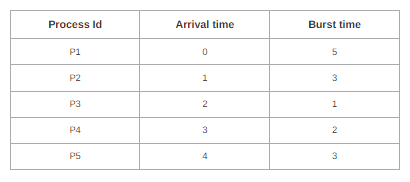 Process Id Arrival time Burst time
P1 0 5
P2 1 3
P3 2 1
P4 3 2
P5 4 3